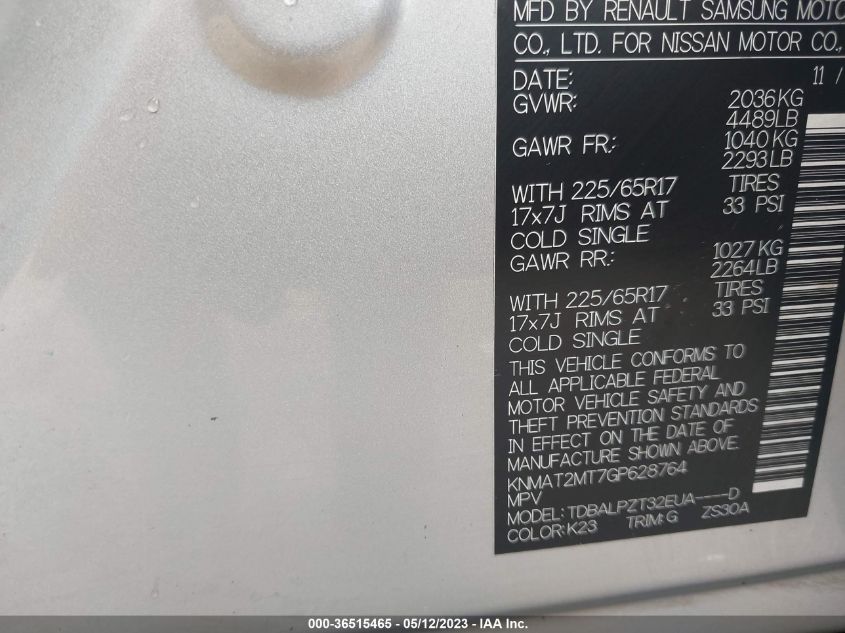 MFD BY RENAULT SAMSUNG MOTO
CO., LTD. FOR NISSAN MOTOR CO.,
DATE: 11 /
GVWR: 2036KG
4489LB
GAWR FR: 1040 KG
2293LB
WITH 225/65R17 TIRES
17x7J RIMS AT 33 PSI
COLD SINGLE
GAWR RR: 1027 KG
2264LB
WITH 225/65R17 TIRES
17x7J RIMS AT 33 PSI
COLD SINGLE
THIS VEHICLE CONFORMS TO
ALL APPLICABLE FEDERAL
MOTOR VEHICLE SAFETY AND
THEFT PREVENTION STANDARDS
IN EFFECT ON THE DATE OF
MANUFACTURE SHOWN ABOVE.
KNMAT2MT7GP628764
MPV
MODEL: TDBALPZT32EUA----D
COLOR:K23 TRIM:G ZS30A
000-36515465 - 05/12/2023 - IAA Inc.